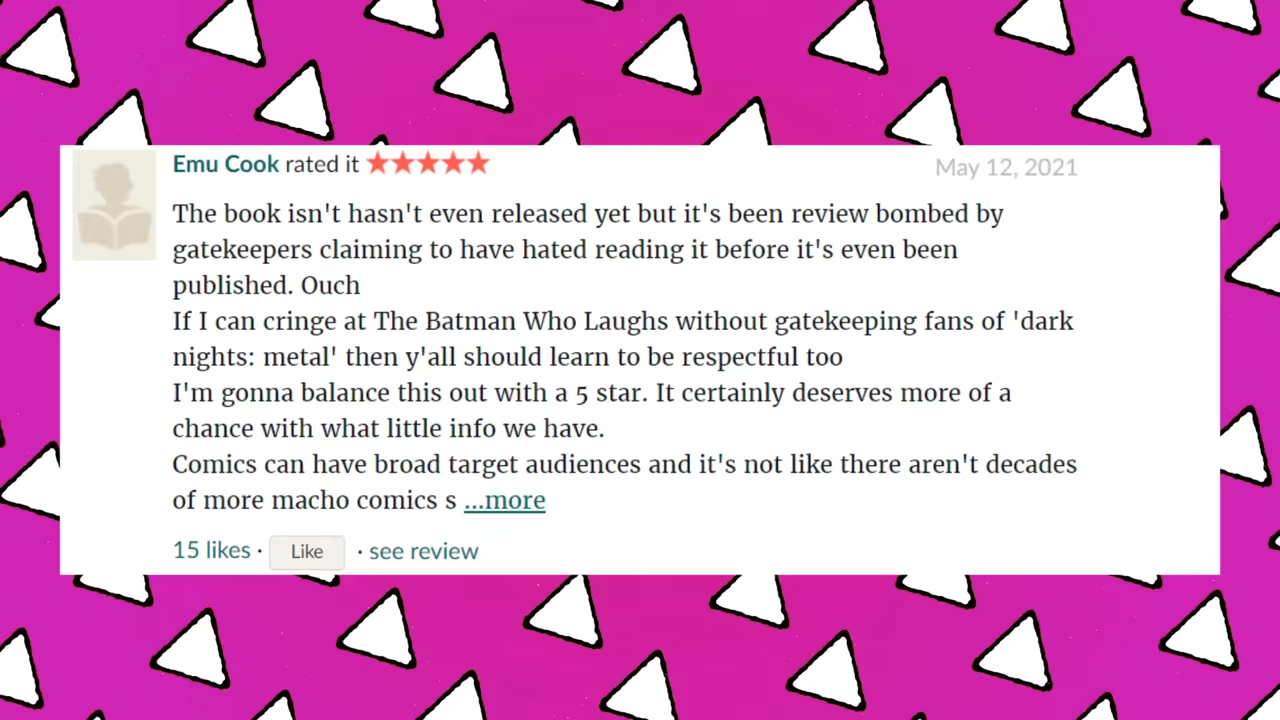 Emu Cook rated it
May 12, 2021
The book isn't hasn't even released yet but it's been review bombed by
gatekeepers claiming to have hated reading it before it's even been
published. Ouch
If I can cringe at The Batman Who Laughs without gatekeeping fans of 'dark
nights: metal' then y'all should learn to be respectful too
I'm gonna balance this out with a 5 star. It certainly deserves more of a
chance with what little info we have.
Comics can have broad target audiences and it's not like there aren't decades
of more macho comics s ...more
15 likes · Like · see review